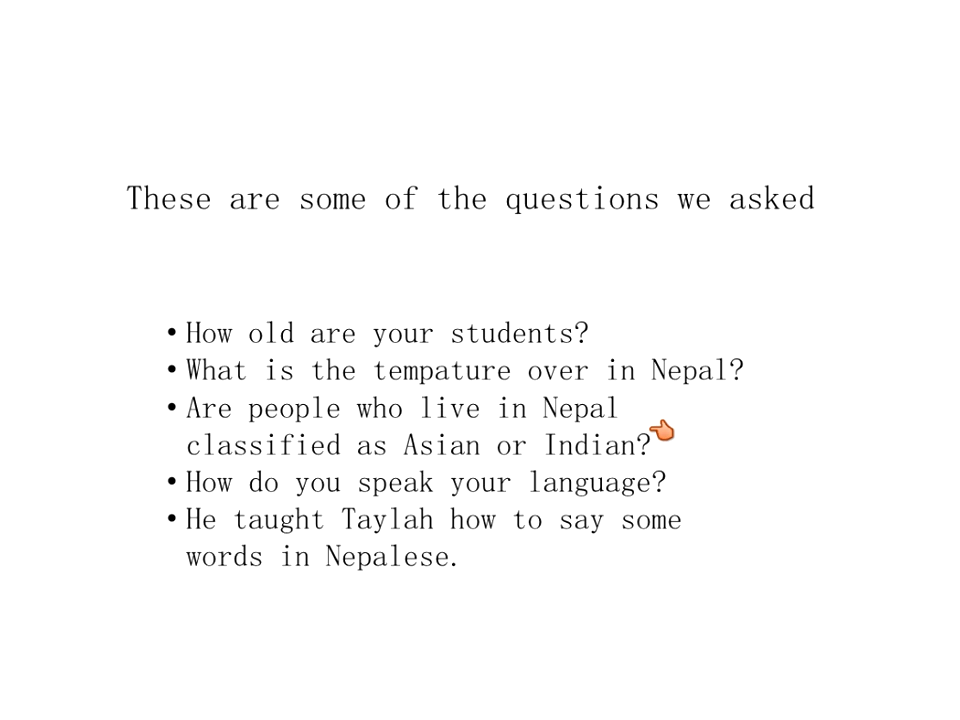 These are some of the questions we asked
• How old are your students?
• What is the tempature over in Nepal?
• Are people who live in Nepal
classified as Asian or Indian?
• How do you speak your language?
• He taught Taylah how to say some
words in Nepalese.